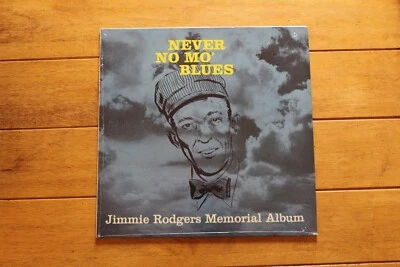 NEVER
NO MO'
BLUES
Jimmie Rodgers Memorial Album